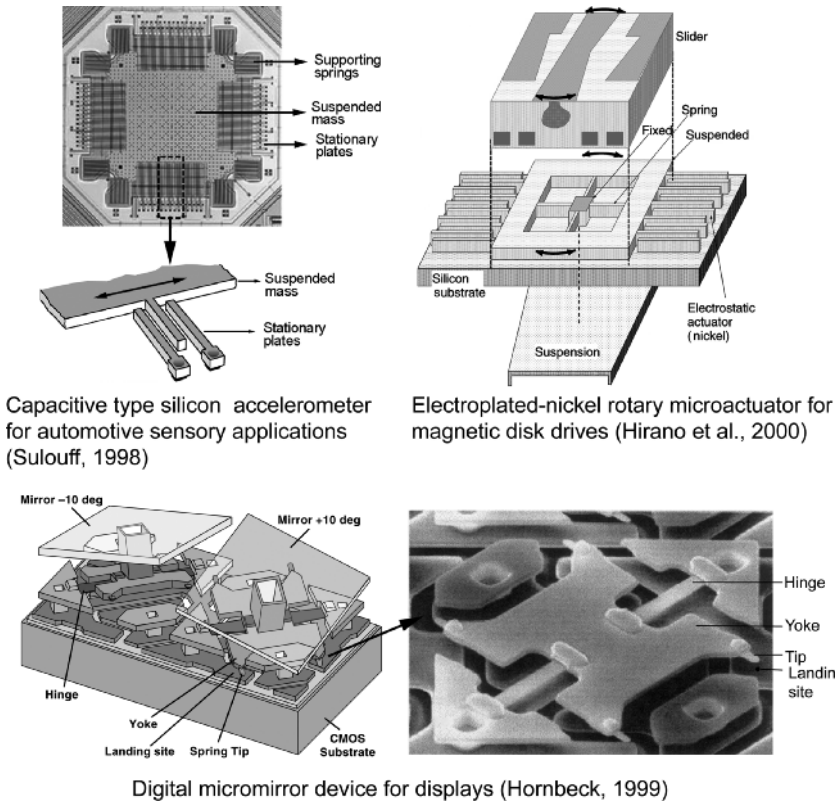 Supporting
springs
Suspended
mass
Stationary
plates
Suspended
mass
Stationary
plates
Slider
Spring
Fixed
Suspended
Silicon
substrate
Electrostatic
actuator
(nickel)
Suspension
Capacitive type silicon accelerometer
for automotive sensory applications
(Sulouff, 1998)
Electroplated-nickel rotary microactuator for
magnetic disk drives (Hirano et al., 2000)
Mirror –10 deg
Mirror +10 deg
Hinge
Yoke
Landing site
Spring Tip
CMOS
Substrate
Hinge
Yoke
Tip
Landin
site
Digital micromirror device for displays (Hornbeck, 1999)